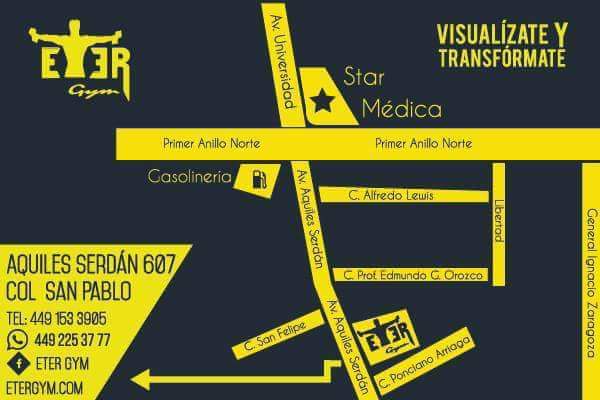 ETER
Gym
VISUALÍZATE Y
TRANSFÓRMATE
Av. Universidad
Star
Médica
Primer Anillo Norte
Primer Anillo Norte
Gasolineria
Av. Aquiles Serdán
C. Alfredo Lewis
Libertad
General Ignacio Zaragoza
C. Prof. Edmundo G. Orozco
AQUILES SERDÁN 607
COL SAN PABLO
TEL: 449 153 3905
449 225 37 77
ETER GYM
ETERGYM.COM
C. San Felipe
Av. Aquiles Serdán
ETER
Gym
C. Ponciano Arriaga